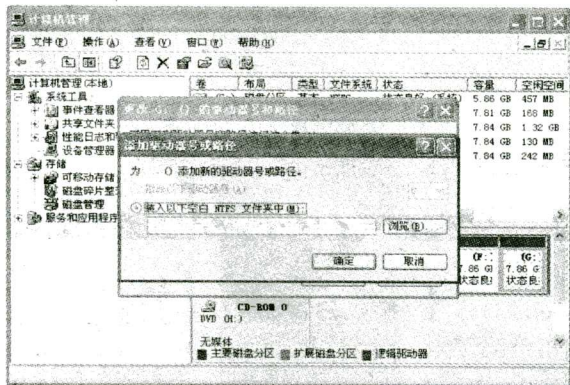 计算机管理
文件(F) 操作(A) 查看(V) 窗口(W) 帮助(H)
计算机管理(本地)
系统工具
事件查看器
共享文件夹
性能日志和
设备管理器
存储
可移动存储
磁盘碎片整
磁盘管理
服务和应用程序
卷 布局 类型 文件系统 状态 容量 空闲空间
5.86 GB 457 MB
7.81 GB 168 MB
7.84 GB 1.32 GB
7.84 GB 130 MB
7.84 GB 242 MB
添加驱动器号或路径
为 () 添加新的驱动器号或路径。
装入以下空白 NTFS 文件夹中(M):
浏览(B)...
确定 取消
(F: (G:
7.86 G 7.86 G
状态良 状态良
CD-ROM 0
DVD (H:)
无媒体
主要磁盘分区 扩展磁盘分区 逻辑驱动器